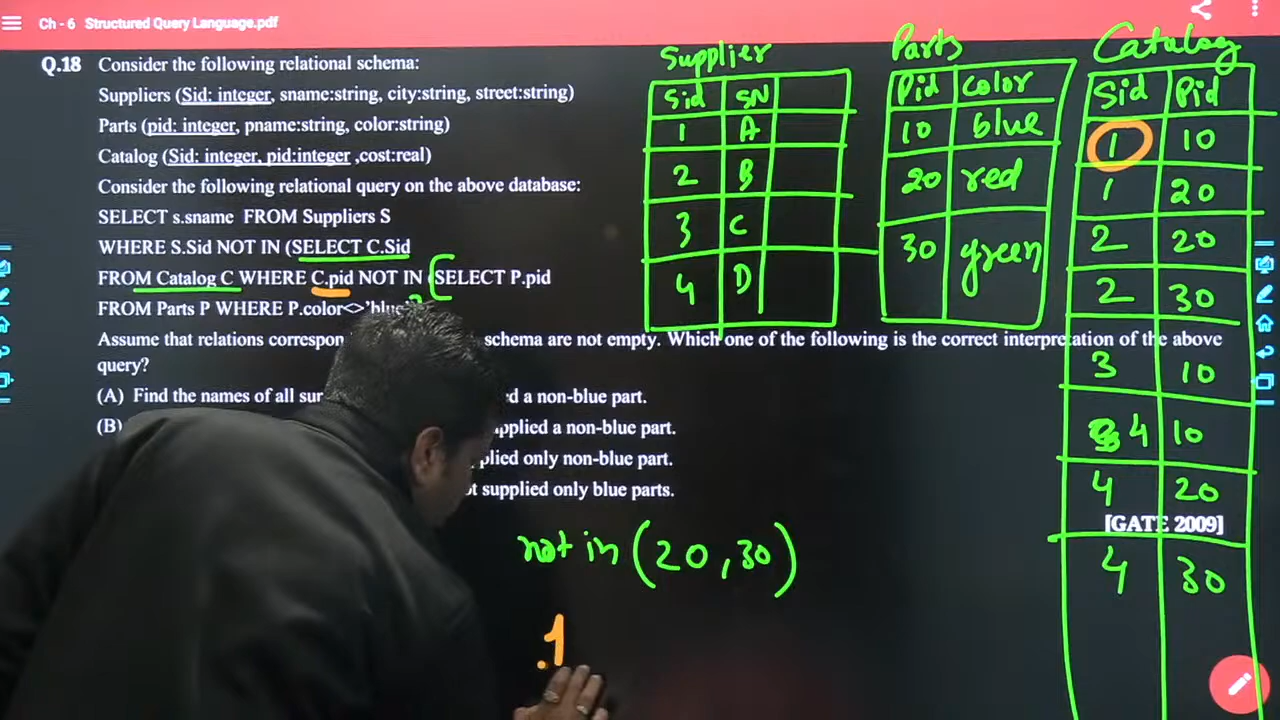 Ch - 6 Structured Query Language.pdf
Q.18 Consider the following relational schema:
Suppliers (Sid: integer, sname:string, city:string, street:string)
Parts (pid: integer, pname:string, color:string)
Catalog (Sid: integer, pid:integer ,cost:real)
Consider the following relational query on the above database:
SELECT s.sname FROM Suppliers S
WHERE S.Sid NOT IN (SELECT C.Sid
FROM Catalog C WHERE C.pid NOT IN (SELECT P.pid
FROM Parts P WHERE P.color<>'blue'
Assume that relations schema are not empty. Which one of the following is the correct interpretation of the above
query?
(A) Find the names of all a non-blue part.
(B) a non-blue part.
only non-blue part.
supplied only blue parts.
[GATE 2009]
Supplier
Sid SN
1 A
2 B
3 C
4 D
Parts
Pid color
10 blue
20 red
30 green
Catalog
Sid Pid
1 10
1 20
2 20
2 30
3 10
4 10
4 20
4 30
not in (20, 30)
1